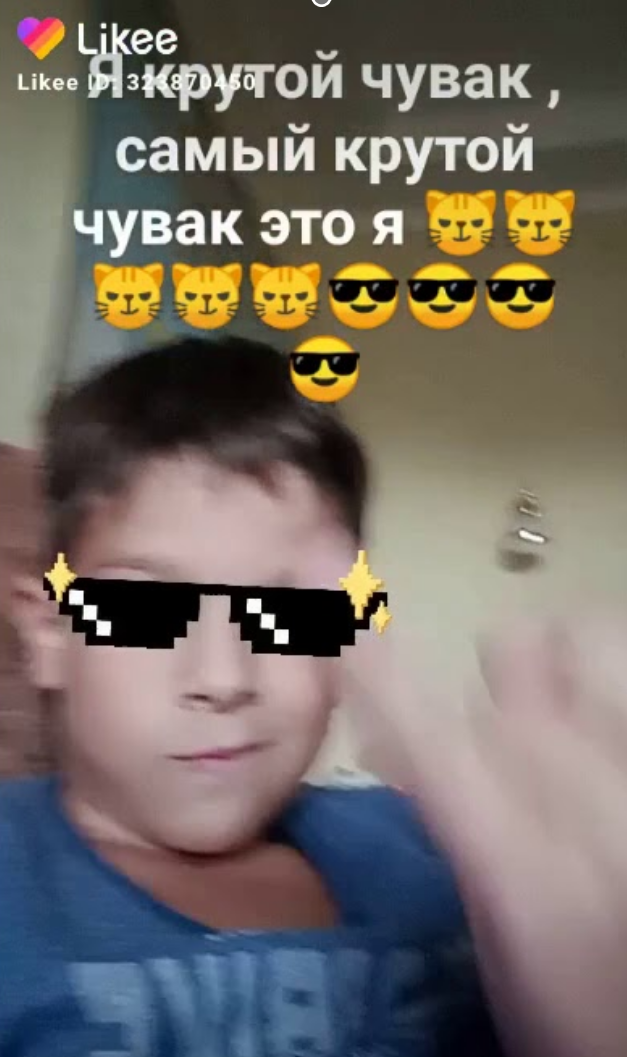 Likee
Likee ID: 323870450
Я крутой чувак ,
самый крутой
чувак это я 😼😼
😼😼😼😎😎😎
😎